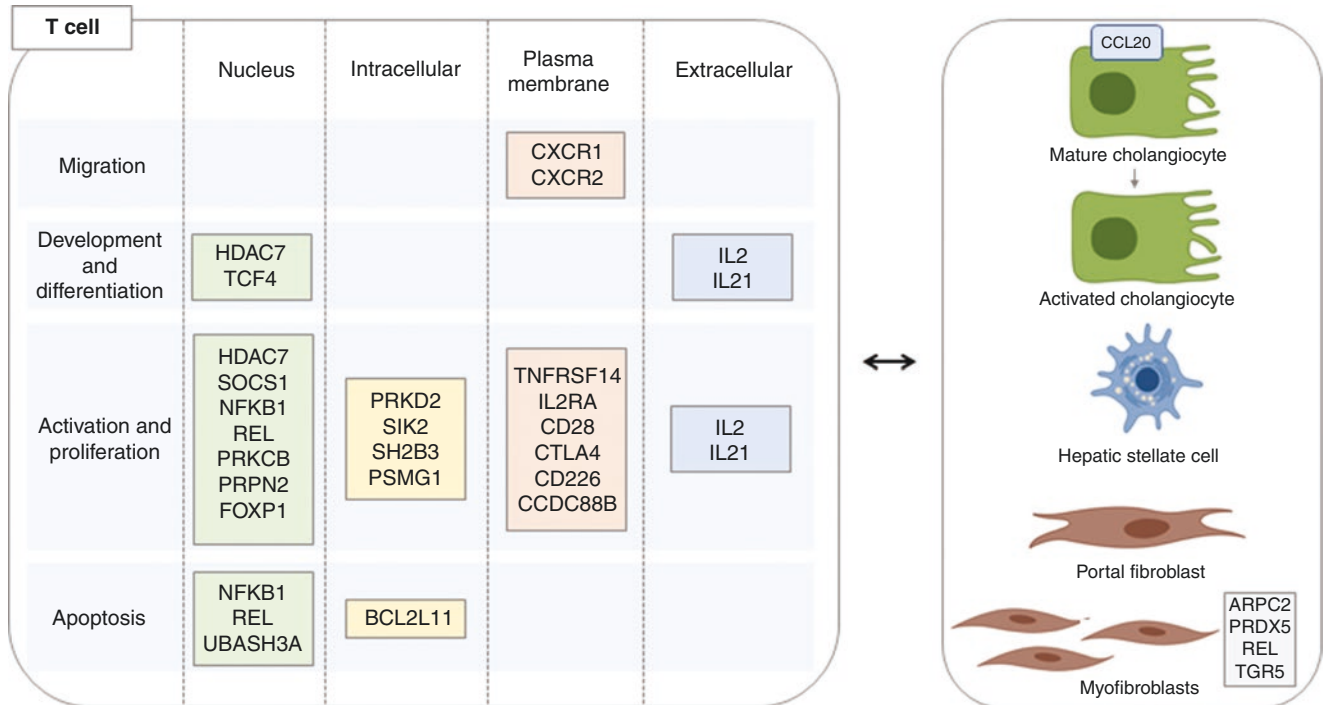 T cell
Nucleus
Intracellular
Plasma
membrane
Extracellular
Migration
CXCR1
CXCR2
Development
and
differentiation
HDAC7
TCF4
IL2
IL21
Activation and
proliferation
HDAC7
SOCS1
NFKB1
REL
PRKCB
PRPN2
FOXP1
PRKD2
SIK2
SH2B3
PSMG1
TNFRSF14
IL2RA
CD28
CTLA4
CD226
CCDC88B
IL2
IL21
Apoptosis
NFKB1
REL
UBASH3A
BCL2L11
CCL20
Mature cholangiocyte
Activated cholangiocyte
Hepatic stellate cell
Portal fibroblast
ARPC2
PRDX5
REL
TGR5
Myofibroblasts